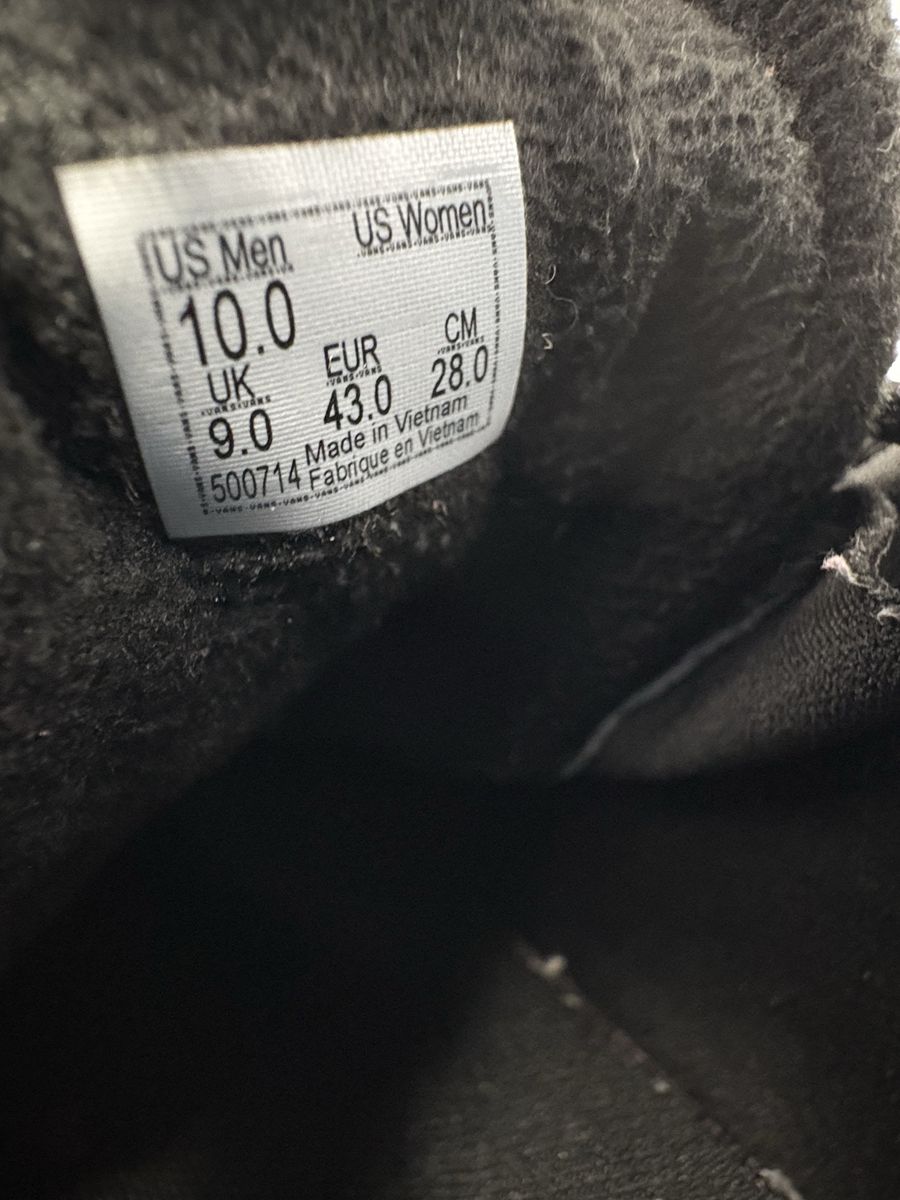 US Men US Women
10.0
UK EUR CM
9.0 43.0 28.0
Made in Vietnam
500714 Fabrique en Vietnam